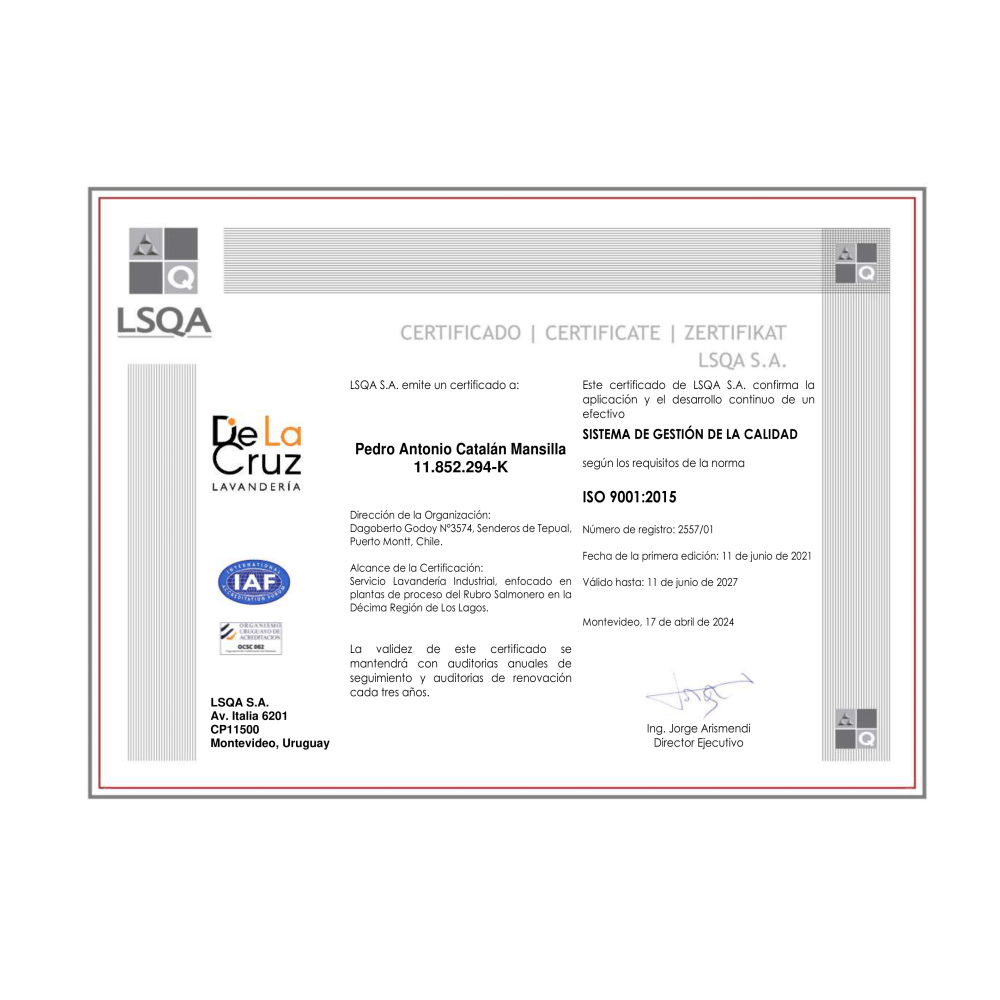 Q
Q
LSQA
CERTIFICADO | CERTIFICATE | ZERTIFIKAT
LSQA S.A.
De La
Cruz
LAVANDERÍA
INTERNATIONAL
IAF
ACCREDITATION FORUM
ORGANISMO
URUGUAYO DE
ACREDITACION
OCSC 002
LSQA S.A.
Av. Italia 6201
CP11500
Montevideo, Uruguay
LSQA S.A. emite un certificado a:
Pedro Antonio Catalán Mansilla
11.852.294-K
Dirección de la Organización:
Dagoberto Godoy N°3574, Senderos de Tepual,
Puerto Montt, Chile.
Alcance de la Certificación:
Servicio Lavandería Industrial, enfocado en
plantas de proceso del Rubro Salmonero en la
Décima Región de Los Lagos.
La validez de este certificado se
mantendrá con auditorias anuales de
seguimiento y auditorias de renovación
cada tres años.
Este certificado de LSQA S.A. confirma la
aplicación y el desarrollo continuo de un
efectivo
SISTEMA DE GESTIÓN DE LA CALIDAD
según los requisitos de la norma
ISO 9001:2015
Número de registro: 2557/01
Fecha de la primera edición: 11 de junio de 2021
Válido hasta: 11 de junio de 2027
Montevideo, 17 de abril de 2024
Ing. Jorge Arismendi
Director Ejecutivo
Q